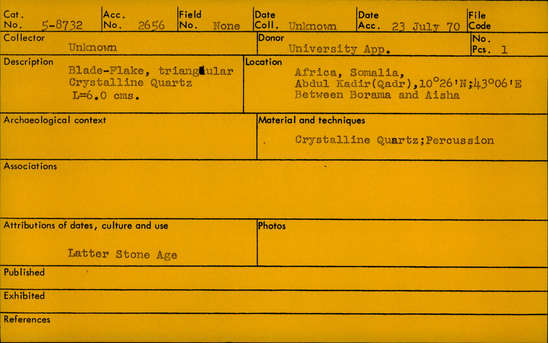 Cat. No. 5-8732 Acc. No. 2656 Field No. None Date Coll. Unknown Date Acc. 23 July 70 File Code
Collector Unknown Donor University App. No. Pcs. 1
Description Blade-Flake, triangular
Crystalline Quartz
L=6.0 cms.
Location Africa, Somalia,
Abdul Kadir(Qadr),10°26'N;43°06'E
Between Borama and Aisha
Archaeological context
Material and techniques
Crystalline Quartz;Percussion
Associations
Attributions of dates, culture and use
Latter Stone Age
Photos
Published
Exhibited
References